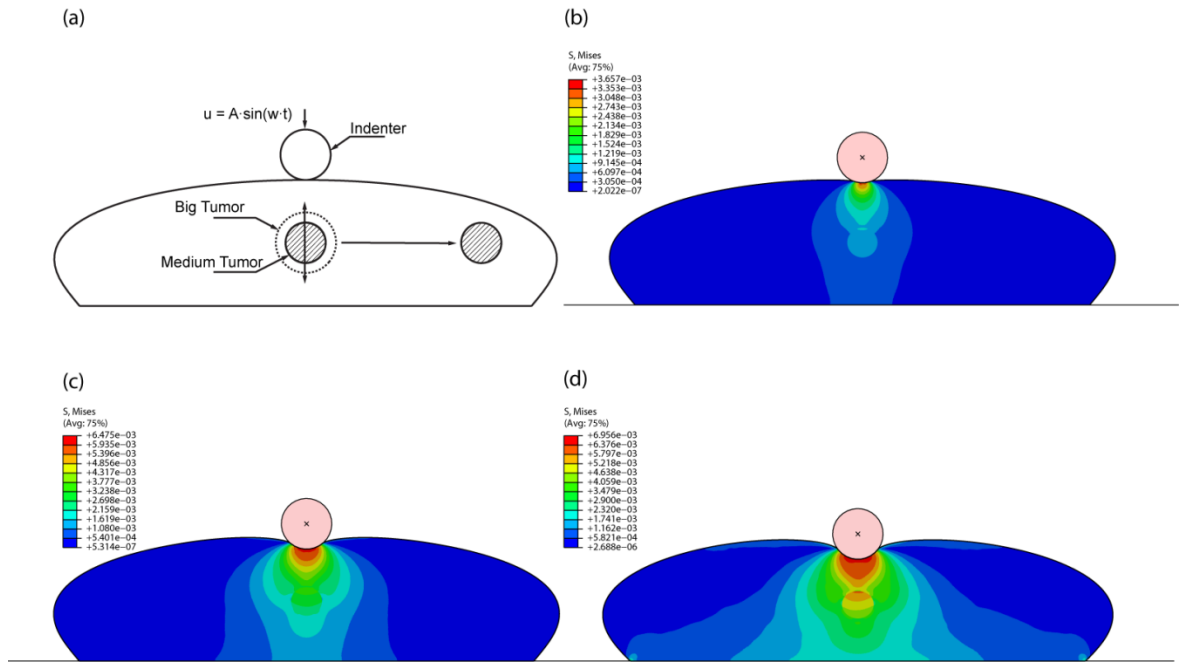 (a)
u = A·sin(w·t)
Indenter
Big Tumor
Medium Tumor
(b)
S, Mises
(Avg: 75%)
+3.657e−03
+3.353e−03
+3.048e−03
+2.743e−03
+2.438e−03
+2.134e−03
+1.829e−03
+1.524e−03
+1.219e−03
+9.145e−04
+6.097e−04
+3.050e−04
+2.022e−07
(c)
S, Mises
(Avg: 75%)
+6.475e−03
+5.935e−03
+5.396e−03
+4.856e−03
+4.317e−03
+3.777e−03
+3.238e−03
+2.698e−03
+2.159e−03
+1.619e−03
+1.080e−03
+5.401e−04
+5.314e−07
(d)
S, Mises
(Avg: 75%)
+6.956e−03
+6.376e−03
+5.797e−03
+5.218e−03
+4.638e−03
+4.059e−03
+3.479e−03
+2.900e−03
+2.320e−03
+1.741e−03
+1.162e−03
+5.821e−04
+2.688e−06